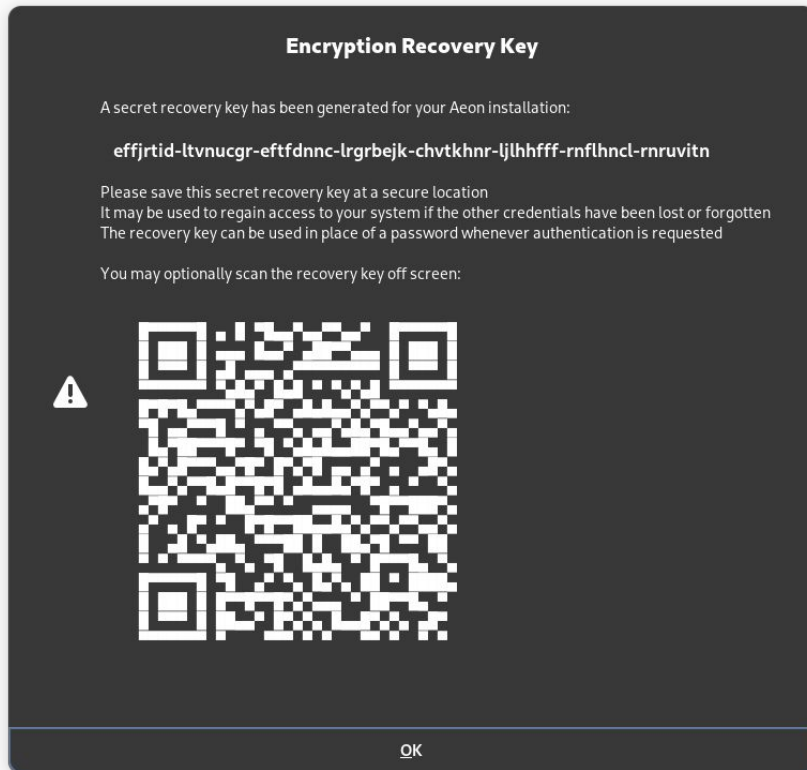 Encryption Recovery Key
A secret recovery key has been generated for your Aeon installation:
effjrtid-ltvnucgr-eftfdnnc-lrgrbejk-chvtkhnr-ljlhhfff-rnflhncl-rnruvitn
Please save this secret recovery key at a secure location
It may be used to regain access to your system if the other credentials have been lost or forgotten
The recovery key can be used in place of a password whenever authentication is requested
You may optionally scan the recovery key off screen:
OK